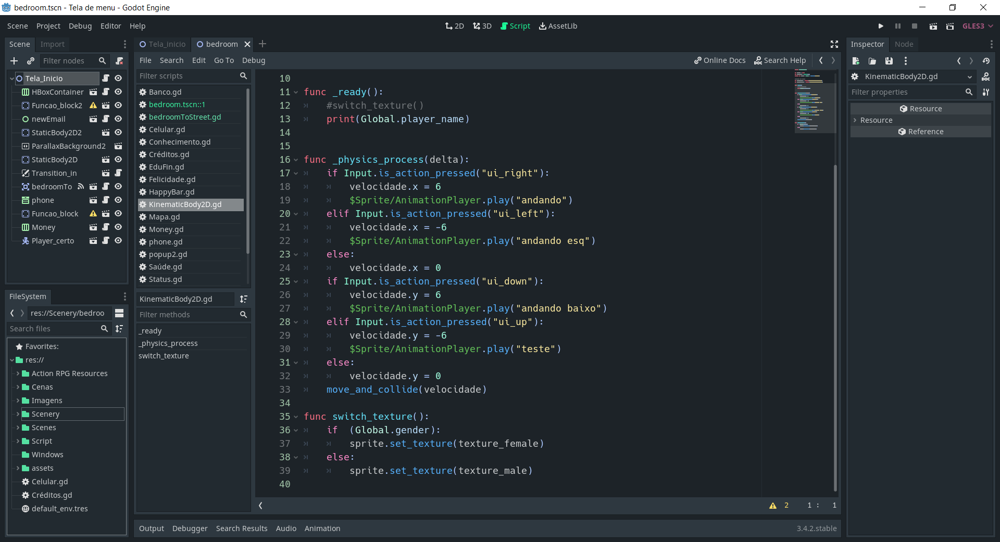 bedroom.tscn - Tela de menu - Godot Engine
Scene Project Debug Editor Help
2D 3D Script AssetLib
GLES3
Scene Import
Filter nodes
Tela_Inicio
HBoxContainer
Funcao_block2
newEmail
StaticBody2D2
ParallaxBackground2
StaticBody2D
Transition_in
bedroomTo
phone
Funcao_block
Money
Player_certo
FileSystem
res://Scenery/bedroo
Search files
Favorites:
res://
Action RPG Resources
Cenas
Imagens
Scenery
Scenes
Script
Windows
assets
Celular.gd
Créditos.gd
default_env.tres
Tela_inicio bedroom
File Search Edit Go To Debug
Online Docs Search Help
Filter scripts
Banco.gd
bedroom.tscn::1
bedroomToStreet.gd
Celular.gd
Conhecimento.gd
Créditos.gd
EduFin.gd
Felicidade.gd
HappyBar.gd
KinematicBody2D.gd
Mapa.gd
Money.gd
phone.gd
popup2.gd
Saúde.gd
Status.gd
KinematicBody2D.gd
Filter methods
_ready
_physics_process
switch_texture
10
11 func _ready():
12 #switch_texture()
13 print(Global.player_name)
14
15
16 func _physics_process(delta):
17 if Input.is_action_pressed("ui_right"):
18 velocidade.x = 6
19 $Sprite/AnimationPlayer.play("andando")
20 elif Input.is_action_pressed("ui_left"):
21 velocidade.x = -6
22 $Sprite/AnimationPlayer.play("andando esq")
23 else:
24 velocidade.x = 0
25 if Input.is_action_pressed("ui_down"):
26 velocidade.y = 6
27 $Sprite/AnimationPlayer.play("andando baixo")
28 elif Input.is_action_pressed("ui_up"):
29 velocidade.y = -6
30 $Sprite/AnimationPlayer.play("teste")
31 else:
32 velocidade.y = 0
33 move_and_collide(velocidade)
34
35 func switch_texture():
36 if (Global.gender):
37 sprite.set_texture(texture_female)
38 else:
39 sprite.set_texture(texture_male)
40
2 1 : 1
Output Debugger Search Results Audio Animation
3.4.2.stable
Inspector Node
KinematicBody2D.gd
Filter properties
Resource
Resource
Reference